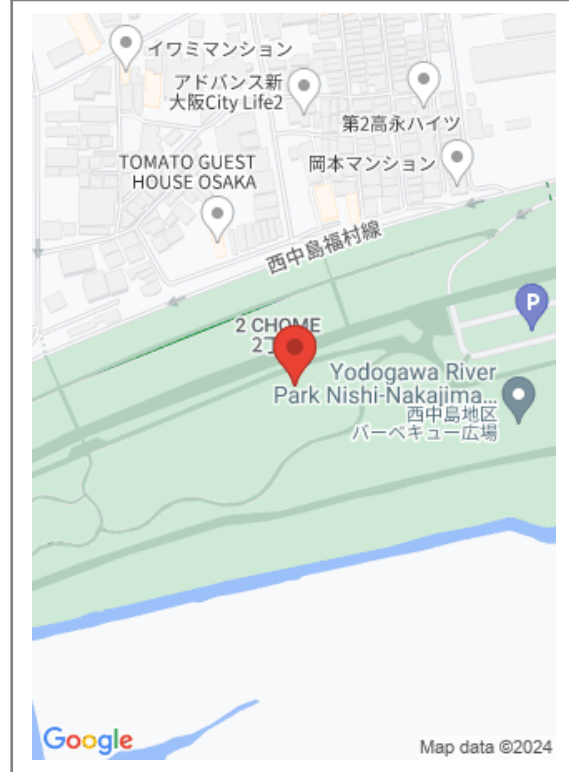 イワミマンション
アドバンス新
大阪City Life2
第2高永ハイツ
TOMATO GUEST
HOUSE OSAKA
岡本マンション
西中島福村線
2 CHOME
P
Yodogawa River
Park Nishi-Nakajima...
西中島地区
バーベキュー広場
Google
Map data ©2024